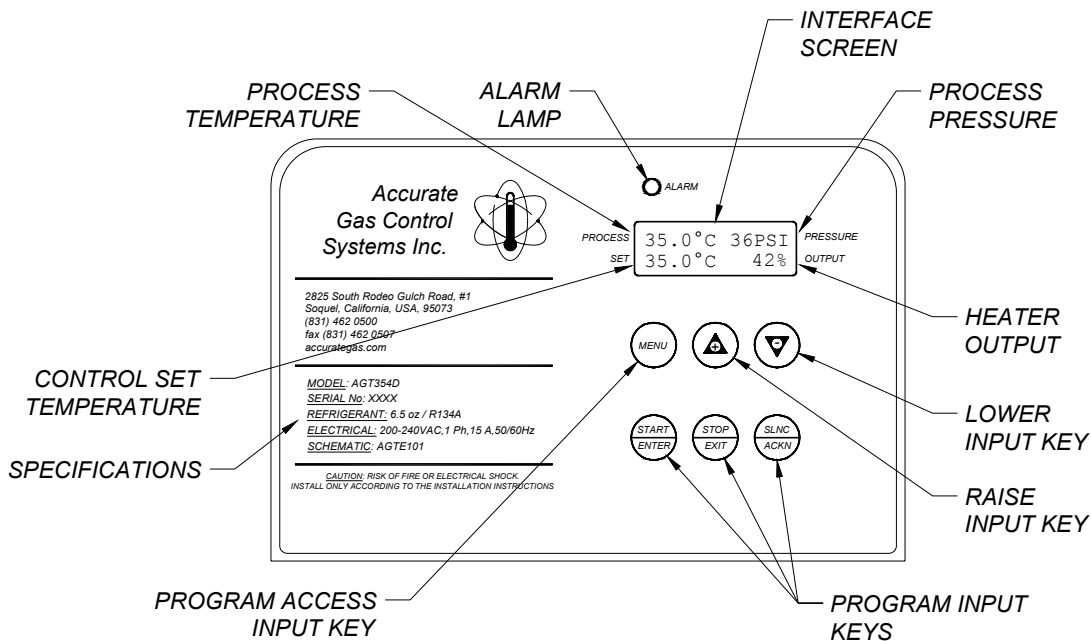 INTERFACE
SCREEN
PROCESS
TEMPERATURE
ALARM
LAMP
PROCESS
PRESSURE
ALARM
Accurate
Gas Control
Systems Inc.
PROCESS 35.0°C 36PSI PRESSURE
SET 35.0°C 42% OUTPUT
2825 South Rodeo Gulch Road, #1
Soquel, California, USA, 95073
(831) 462 0500
fax (831) 462 0507
accurategas.com
MENU
+
-
HEATER
OUTPUT
CONTROL SET
TEMPERATURE
MODEL: AGT354D
SERIAL No: XXXX
REFRIGERANT: 6.5 oz / R134A
ELECTRICAL: 200-240VAC,1 Ph,15 A,50/60Hz
SCHEMATIC: AGTE101
START
ENTER
STOP
EXIT
SLNC
ACKN
LOWER
INPUT KEY
SPECIFICATIONS
CAUTION: RISK OF FIRE OR ELECTRICAL SHOCK.
INSTALL ONLY ACCORDING TO THE INSTALLATION INSTRUCTIONS
RAISE
INPUT KEY
PROGRAM ACCESS
INPUT KEY
PROGRAM INPUT
KEYS